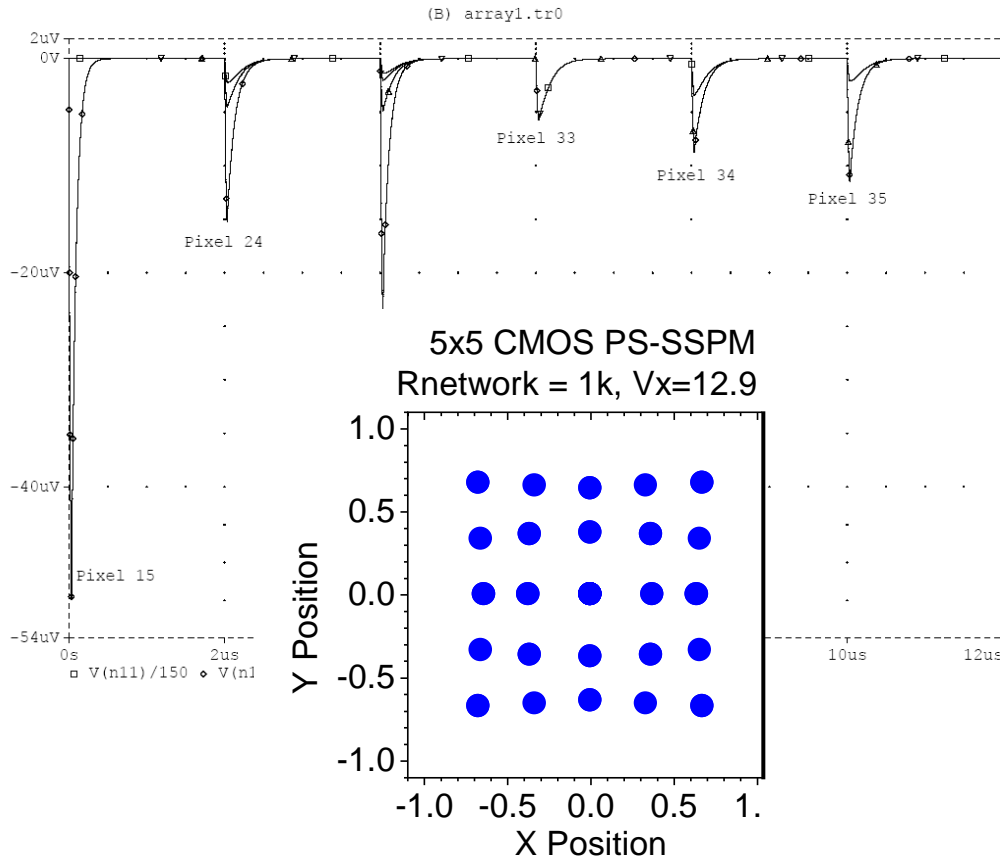 (B) array1.tr0
2uV
0V
Pixel 33
Pixel 34
Pixel 35
Pixel 24
-20uV
5x5 CMOS PS-SSPM
Rnetwork = 1k, Vx=12.9
-40uV
Pixel 15
-54uV
0s 2us 10us 12us
V(n11)/150 V(n1
1.0
0.5
0.0
-0.5
-1.0
Y Position
-1.0 -0.5 0.0 0.5 1.
X Position